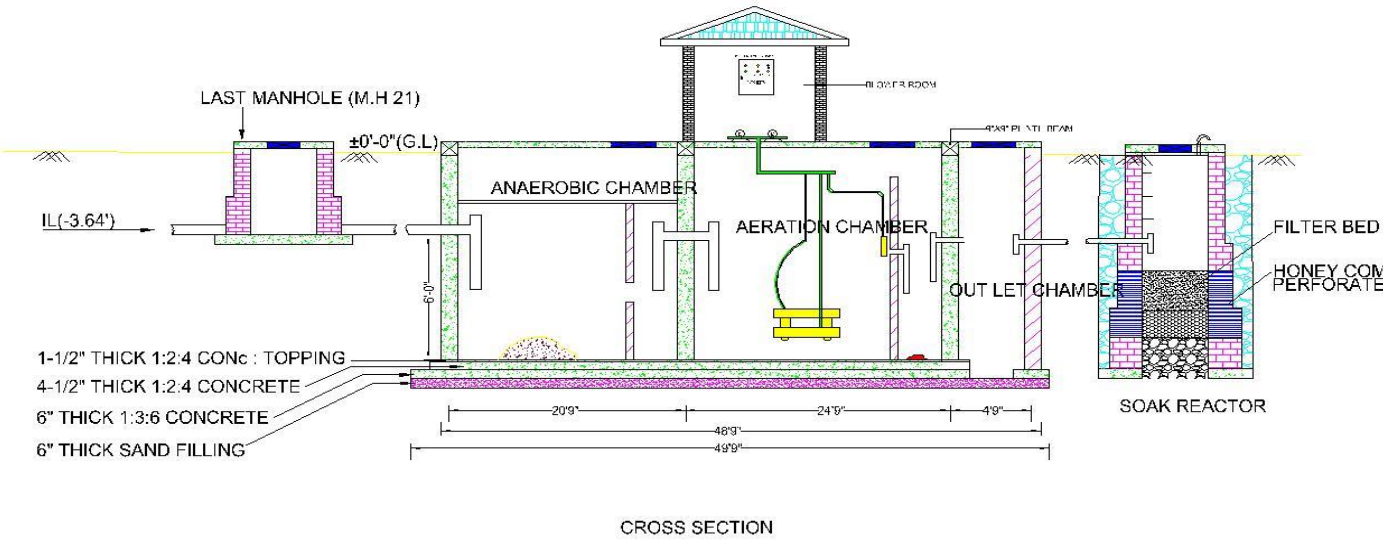 LAST MANHOLE (M.H 21)
±0'-0"(G.L)
BLOWER ROOM
ANAEROBIC CHAMBER
IL(-3.64')
AERATION CHAMBER
FILTER BED
6'-0"
OUT LET CHAMBER
HONEY COM
PERFORATE
1-1/2" THICK 1:2:4 CONc : TOPPING
4-1/2" THICK 1:2:4 CONCRETE
6" THICK 1:3:6 CONCRETE
6" THICK SAND FILLING
20'9"
24'9"
4'9"
48'9"
49'9"
SOAK REACTOR
CROSS SECTION